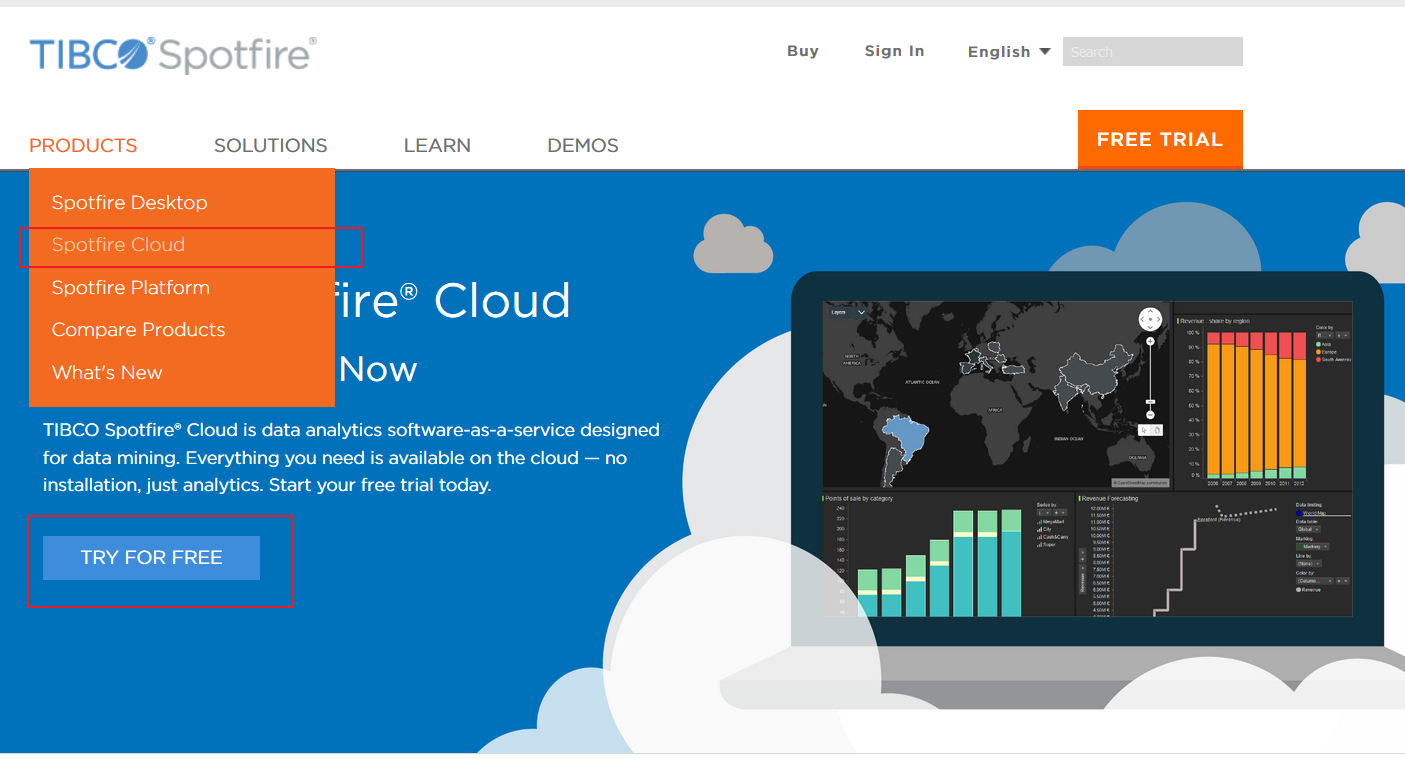 TIBCO® Spotfire®
Buy
Sign In
English
Search
PRODUCTS
SOLUTIONS
LEARN
DEMOS
FREE TRIAL
Spotfire Desktop
Spotfire Cloud
Spotfire Platform
Compare Products
What's New
fire® Cloud
Now
TIBCO Spotfire® Cloud is data analytics software-as-a-service designed
for data mining. Everything you need is available on the cloud — no
installation, just analytics. Start your free trial today.
TRY FOR FREE
Layers
NORTH
AMERICA
ATLANTIC OCEAN
AFRICA
INDIAN OCEAN
OCEANIA
Revenue share by region
100 %
90 %
80 %
70 %
60 %
50 %
40 %
30 %
20 %
10 %
0 %
2006 2007 2008 2009 2010 2011 2012
Color by:
Asia
Europe
South America
Points of sale by category
240
220
200
180
160
140
120
100
80
60
40
Series by:
MegaMart
City
Cash&Carry
Super
Revenue Forecasting
12.00M €
11.50M €
11.00M €
10.50M €
10.00M €
9.50M €
9.00M €
8.50M €
8.00M €
7.50M €
7.00M €
6.50M €
6.00M €
5.50M €
5.00M €
4.50M €
Revenue
Data limiting
World Map
Data table:
Global
Marking:
Marking
Line by:
(None)
Color by:
(Column...
Revenue